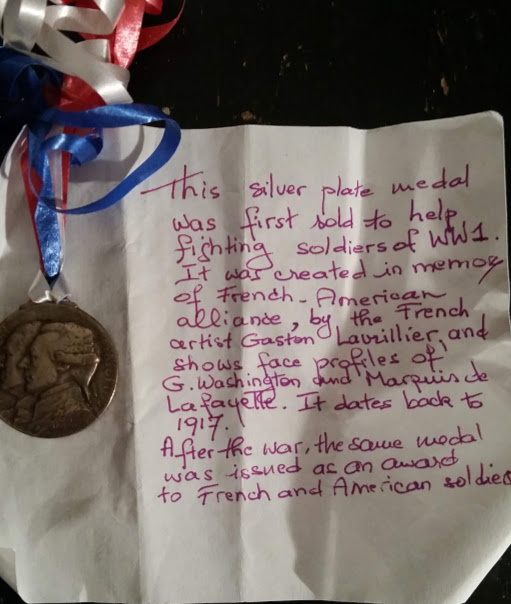 This silver plate medal
was first sold to help
fighting soldiers of WW1.
It was created in memory
of French-American
alliance, by the French
artist Gaston Lavrillier, and
shows face profiles of
G. Washington and Marquis de
Lafayette. It dates back to
1917.
After the war, the same medal
was issued as an award
to French and American soldiers